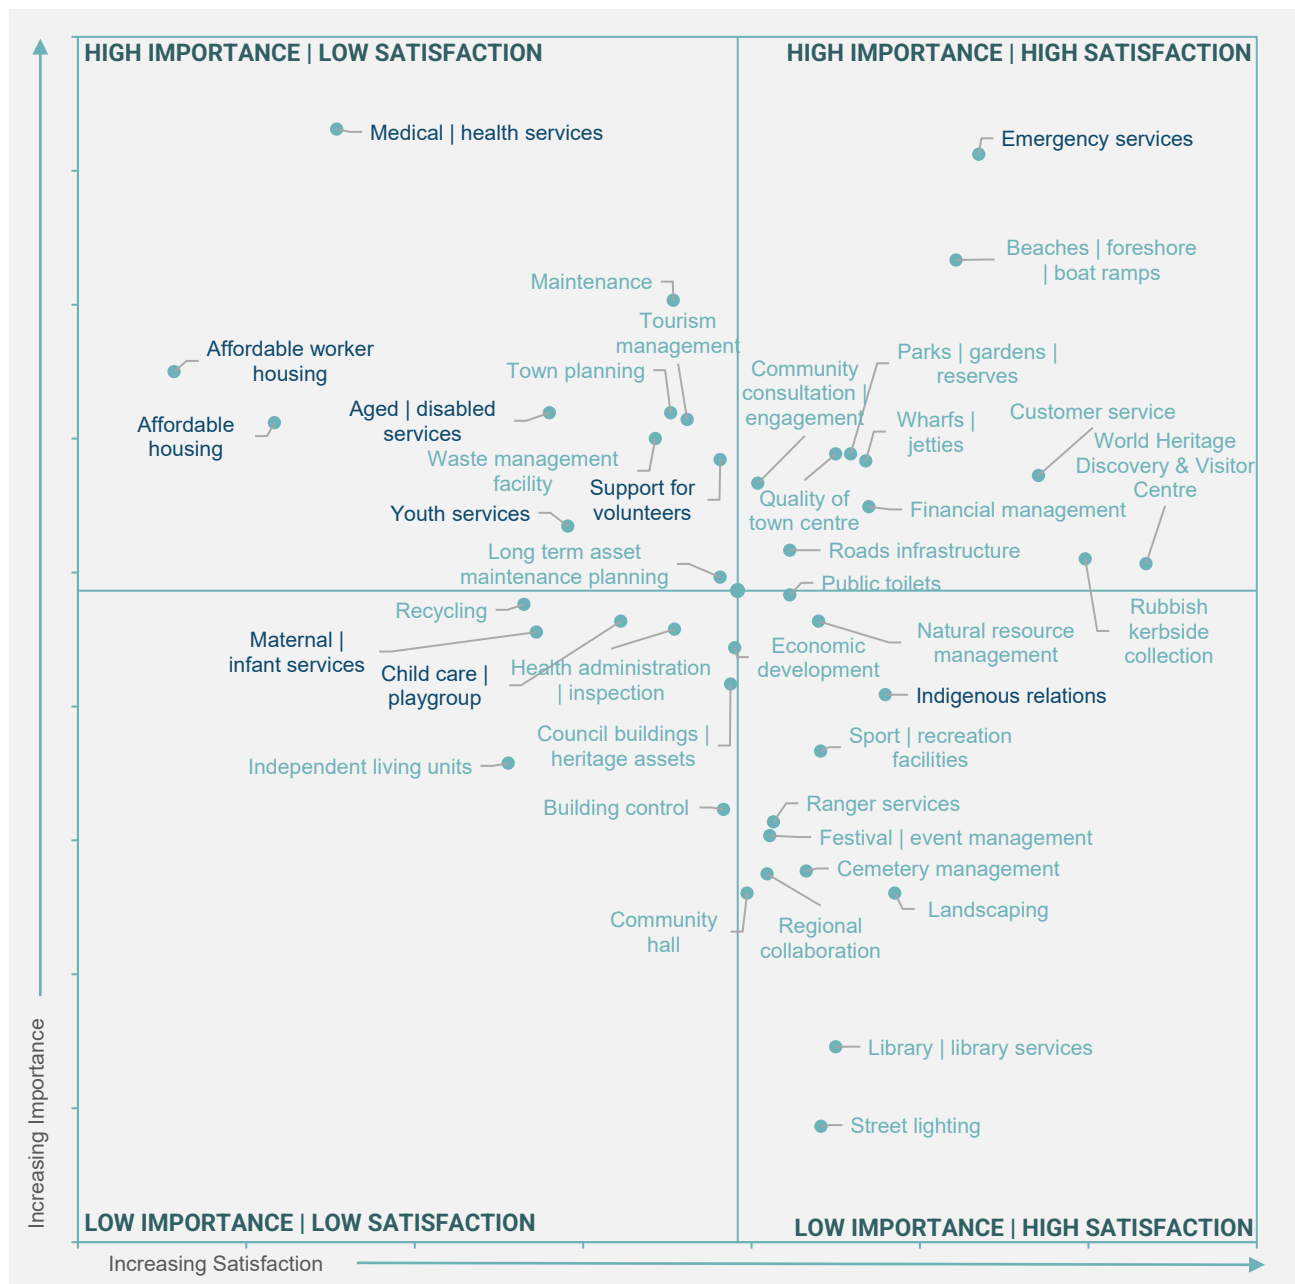 HIGH IMPORTANCE | LOW SATISFACTION
HIGH IMPORTANCE | HIGH SATISFACTION
Medical | health services
Emergency services
Beaches | foreshore
| boat ramps
Maintenance
Tourism
management
Affordable worker
housing
Town planning
Community
consultation |
engagement
Parks | gardens |
reserves
Affordable
housing
Aged | disabled
services
Wharfs |
jetties
Customer service
World Heritage
Discovery & Visitor
Centre
Waste management
facility
Support for
volunteers
Quality of
town centre
Financial management
Youth services
Long term asset
maintenance planning
Roads infrastructure
Public toilets
Recycling
Rubbish
kerbside
collection
Maternal |
infant services
Child care |
playgroup
Health administration
| inspection
Economic
development
Natural resource
management
Indigenous relations
Council buildings |
heritage assets
Sport | recreation
facilities
Independent living units
Building control
Ranger services
Festival | event management
Cemetery management
Community
hall
Regional
collaboration
Landscaping
Library | library services
Street lighting
Increasing Importance
LOW IMPORTANCE | LOW SATISFACTION
LOW IMPORTANCE | HIGH SATISFACTION
Increasing Satisfaction